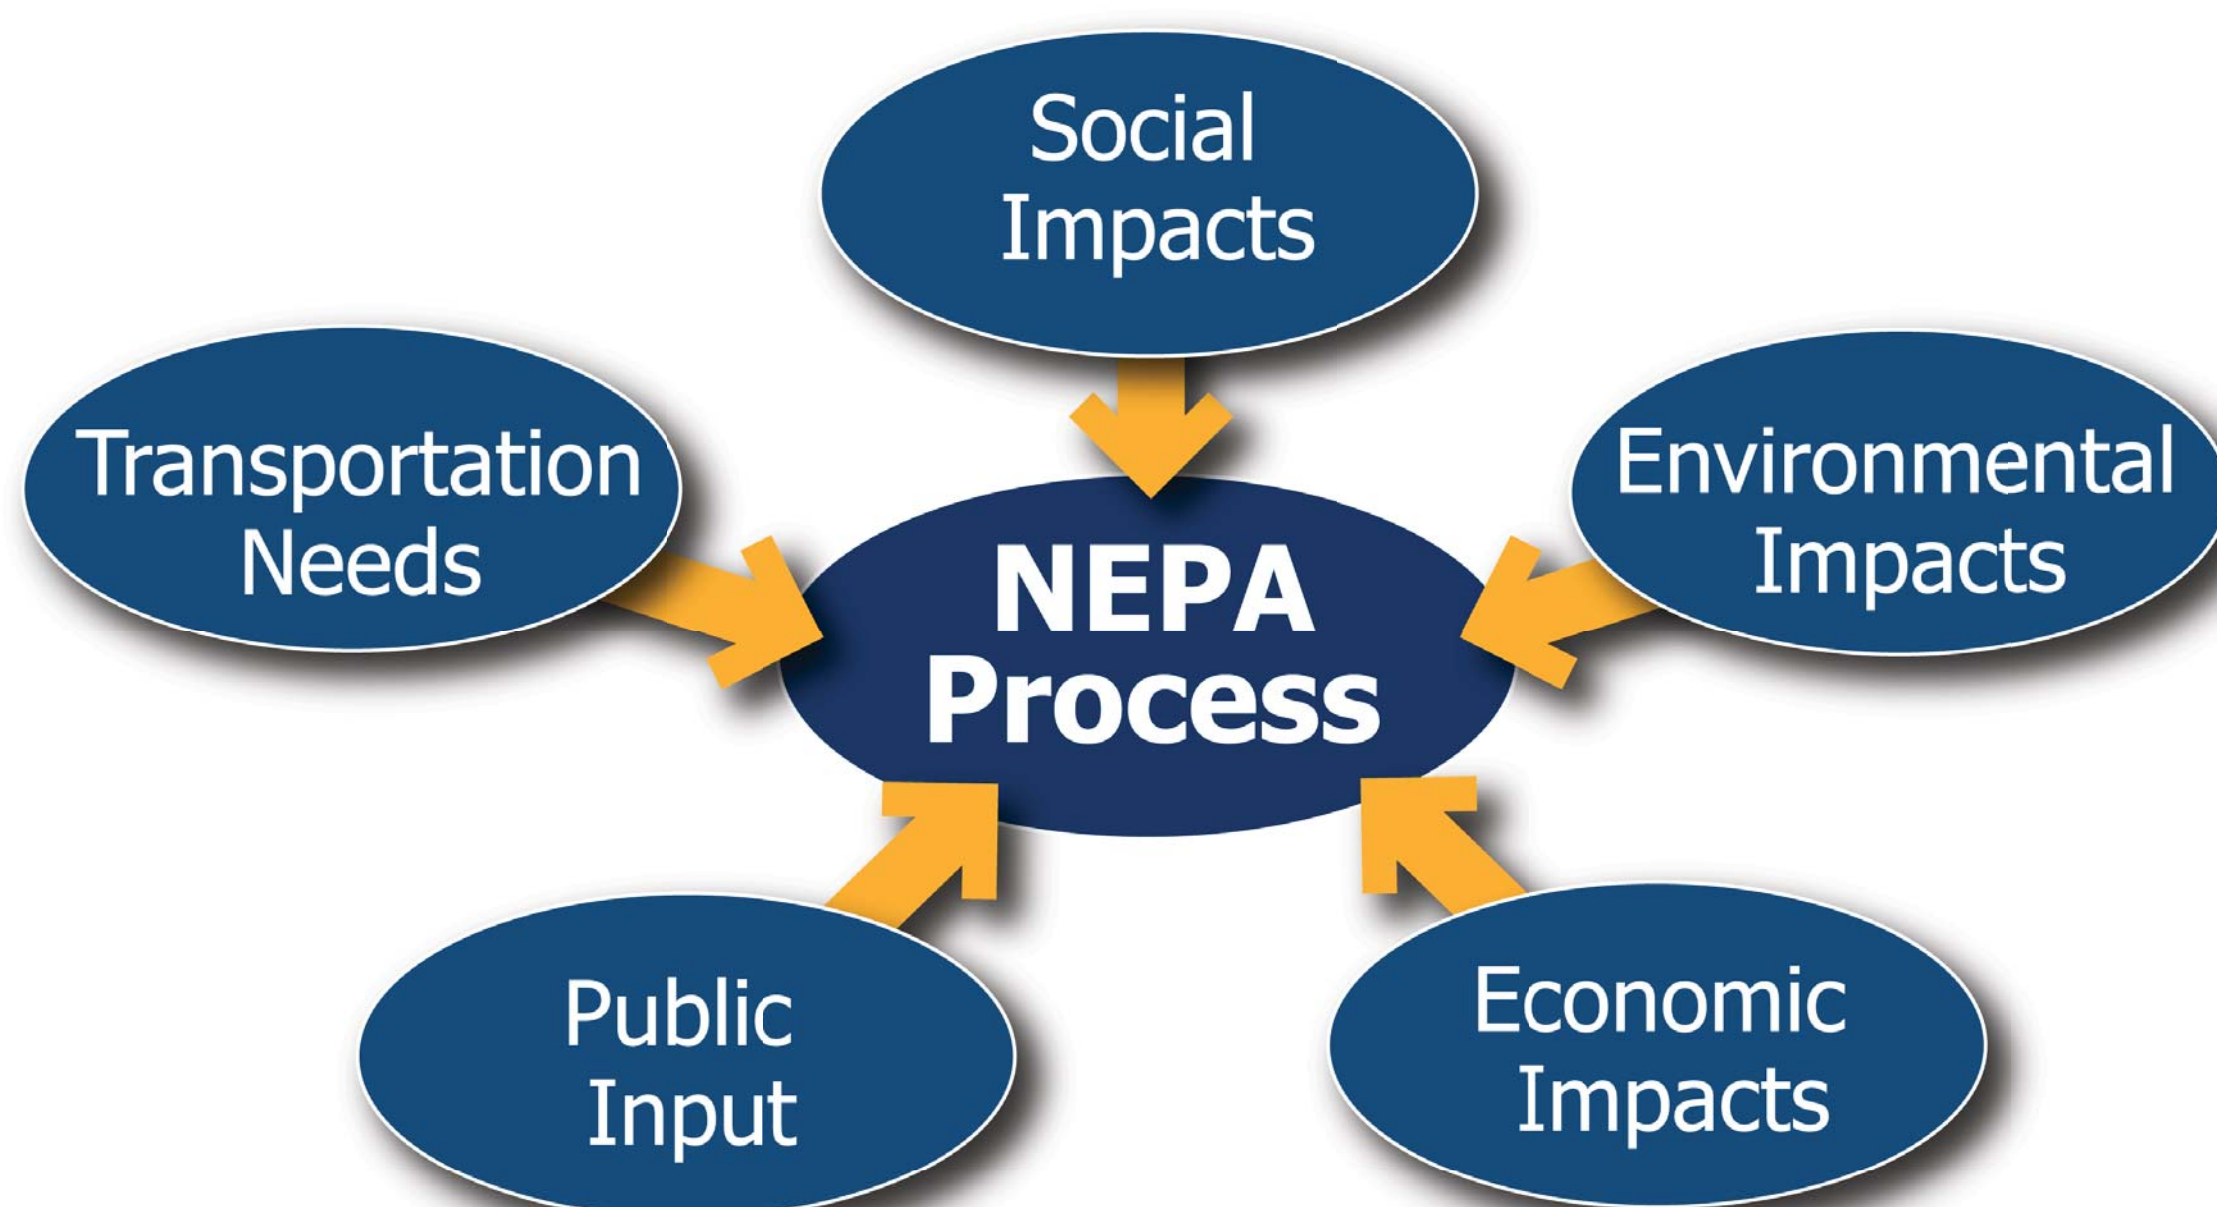 Social
Impacts
Transportation
Needs
Environmental
Impacts
NEPA
Process
Public
Input
Economic
Impacts